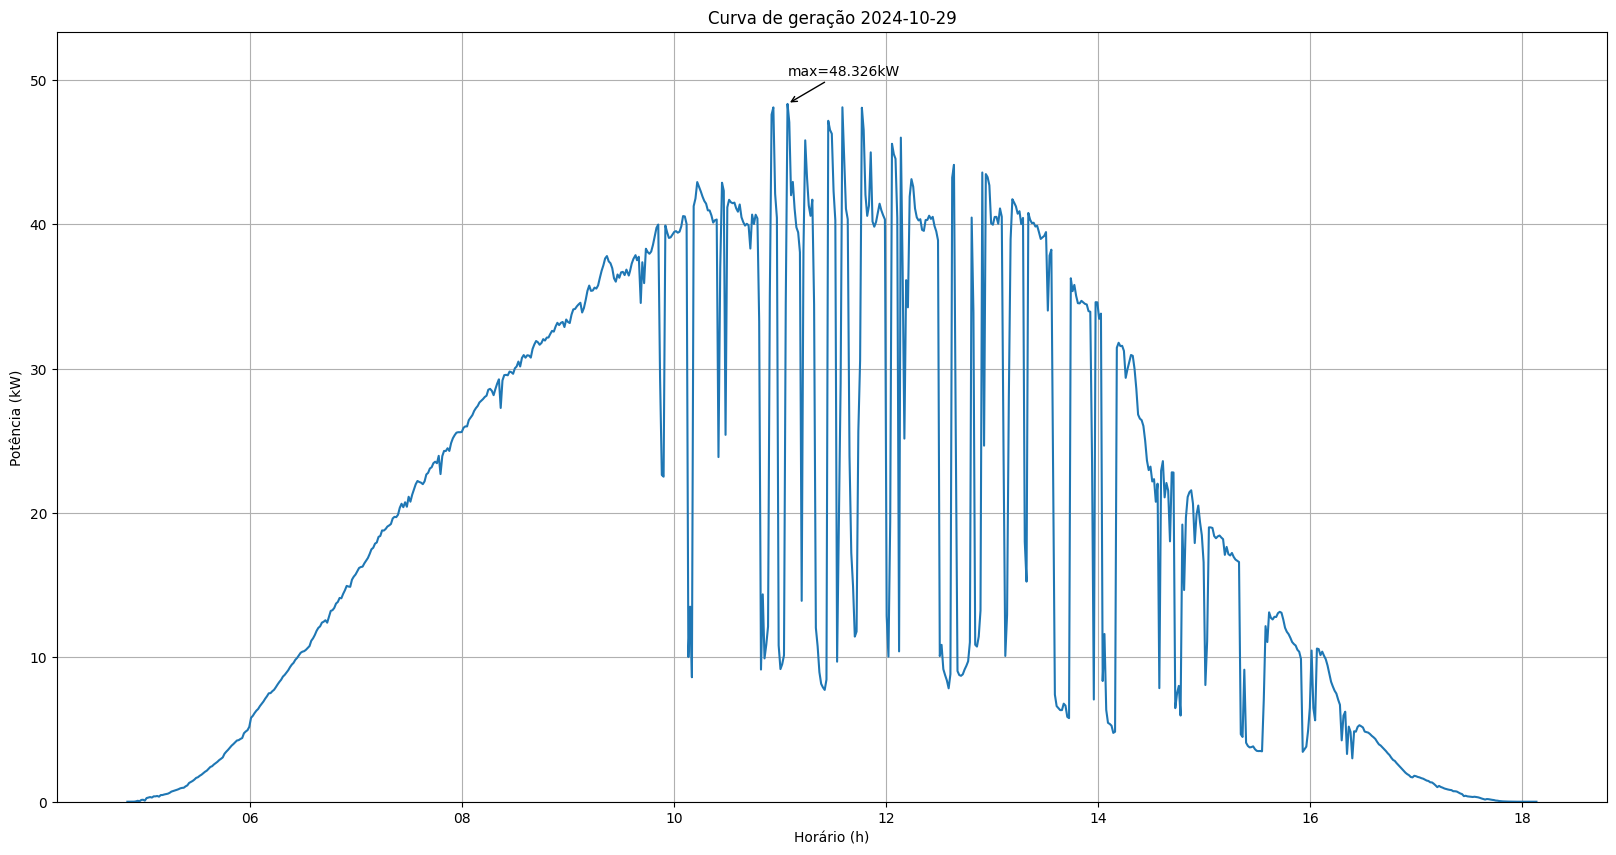 Curva de geração 2024-10-29
max=48.326kW
Potência (kW)
50
40
30
20
10
0
06 08 10 12 14 16 18
Horário (h)